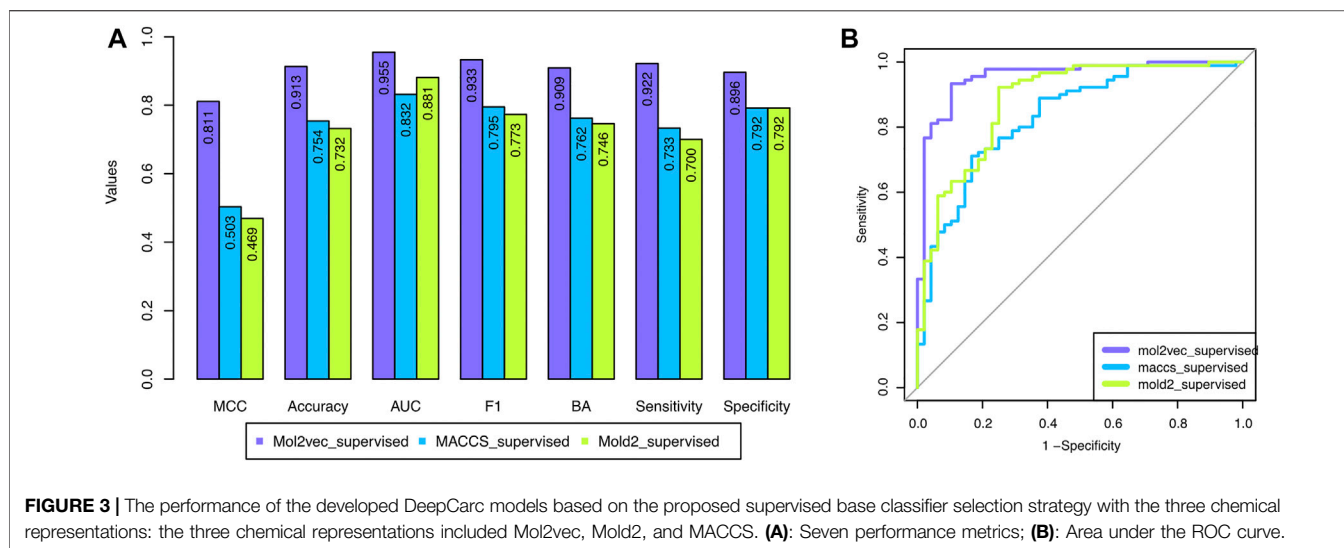 A
1.0
0.8
0.6
0.4
0.2
0.0
Values
0.811
0.503
0.469
0.913
0.754
0.732
0.955
0.832
0.881
0.933
0.795
0.773
0.909
0.762
0.746
0.922
0.733
0.700
0.896
0.792
0.792
MCC Accuracy AUC F1 BA Sensitivity Specificity
Mol2vec_supervised MACCS_supervised Mold2_supervised
B
1.0
0.8
0.6
0.4
0.2
0.0
Sensitivity
mol2vec_supervised
maccs_supervised
mold2_supervised
0.0 0.2 0.4 0.6 0.8 1.0
1 −Specificity
FIGURE 3 | The performance of the developed DeepCarc models based on the proposed supervised base classifier selection strategy with the three chemical
representations: the three chemical representations included Mol2vec, Mold2, and MACCS. (A): Seven performance metrics; (B): Area under the ROC curve.